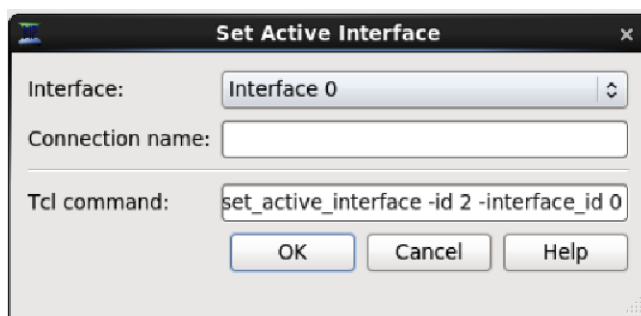 Set Active Interface
Interface: Interface 0
Connection name:
Tcl command: set_active_interface -id 2 -interface_id 0
OK Cancel Help